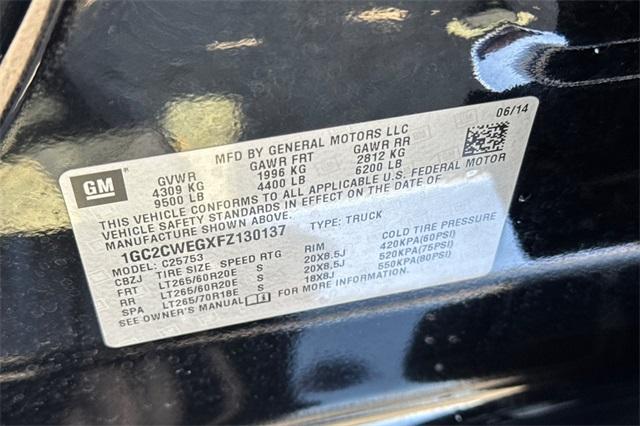 06/14
MFD BY GENERAL MOTORS LLC
GM
GVWR GAWR FRT GAWR RR
4309 KG 1996 KG 2812 KG
9500 LB 4400 LB 6200 LB
THIS VEHICLE CONFORMS TO ALL APPLICABLE U.S. FEDERAL MOTOR
VEHICLE SAFETY STANDARDS IN EFFECT ON THE DATE OF
MANUFACTURE SHOWN ABOVE.
1GC2CWEGXFZ130137 TYPE: TRUCK
MODEL: C25753
CBZJ TIRE SIZE SPEED RTG RIM COLD TIRE PRESSURE
FRT LT265/60R20E S 20X8.5J 420KPA(60PSI)
RR LT265/60R20E S 20X8.5J 520KPA(75PSI)
SPA LT265/70R18E S 18X8J 550KPA(80PSI)
SEE OWNER'S MANUAL FOR MORE INFORMATION.